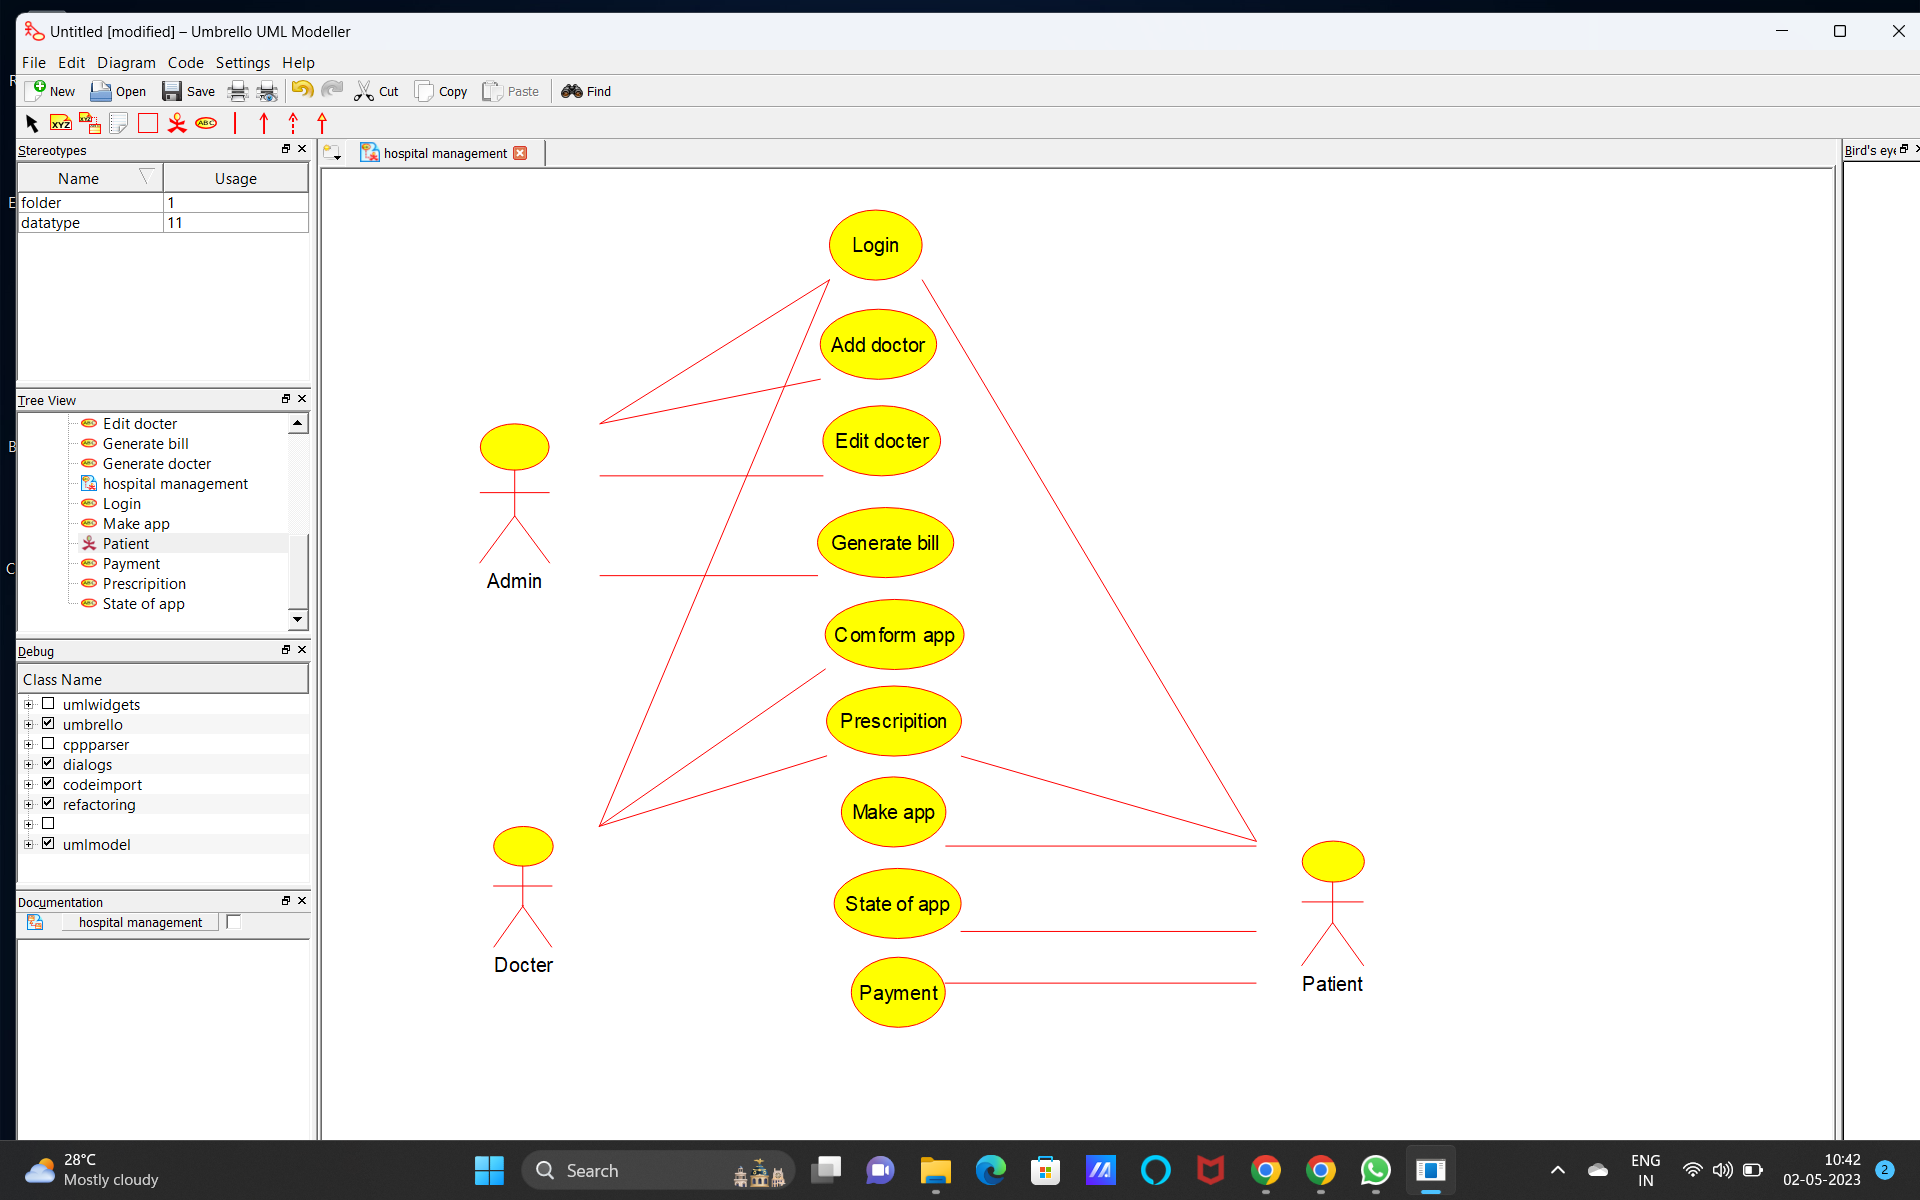 Untitled [modified] – Umbrello UML Modeller
File Edit Diagram Code Settings Help
New Open Save Cut Copy Paste Find
XYZ XYZ ABC
Stereotypes
Name Usage
folder 1
datatype 11
Tree View
Edit docter
Generate bill
Generate docter
hospital management
Login
Make app
Patient
Payment
Prescripition
State of app
Debug
Class Name
umlwidgets
umbrello
cppparser
dialogs
codeimport
refactoring
umlmodel
Documentation
hospital management
hospital management
Login
Add doctor
Edit docter
Generate bill
Comform app
Prescripition
Make app
State of app
Payment
Admin
Docter
Patient
Bird's eye
28°C
Mostly cloudy
Search
ENG
IN
10:42
02-05-2023
2